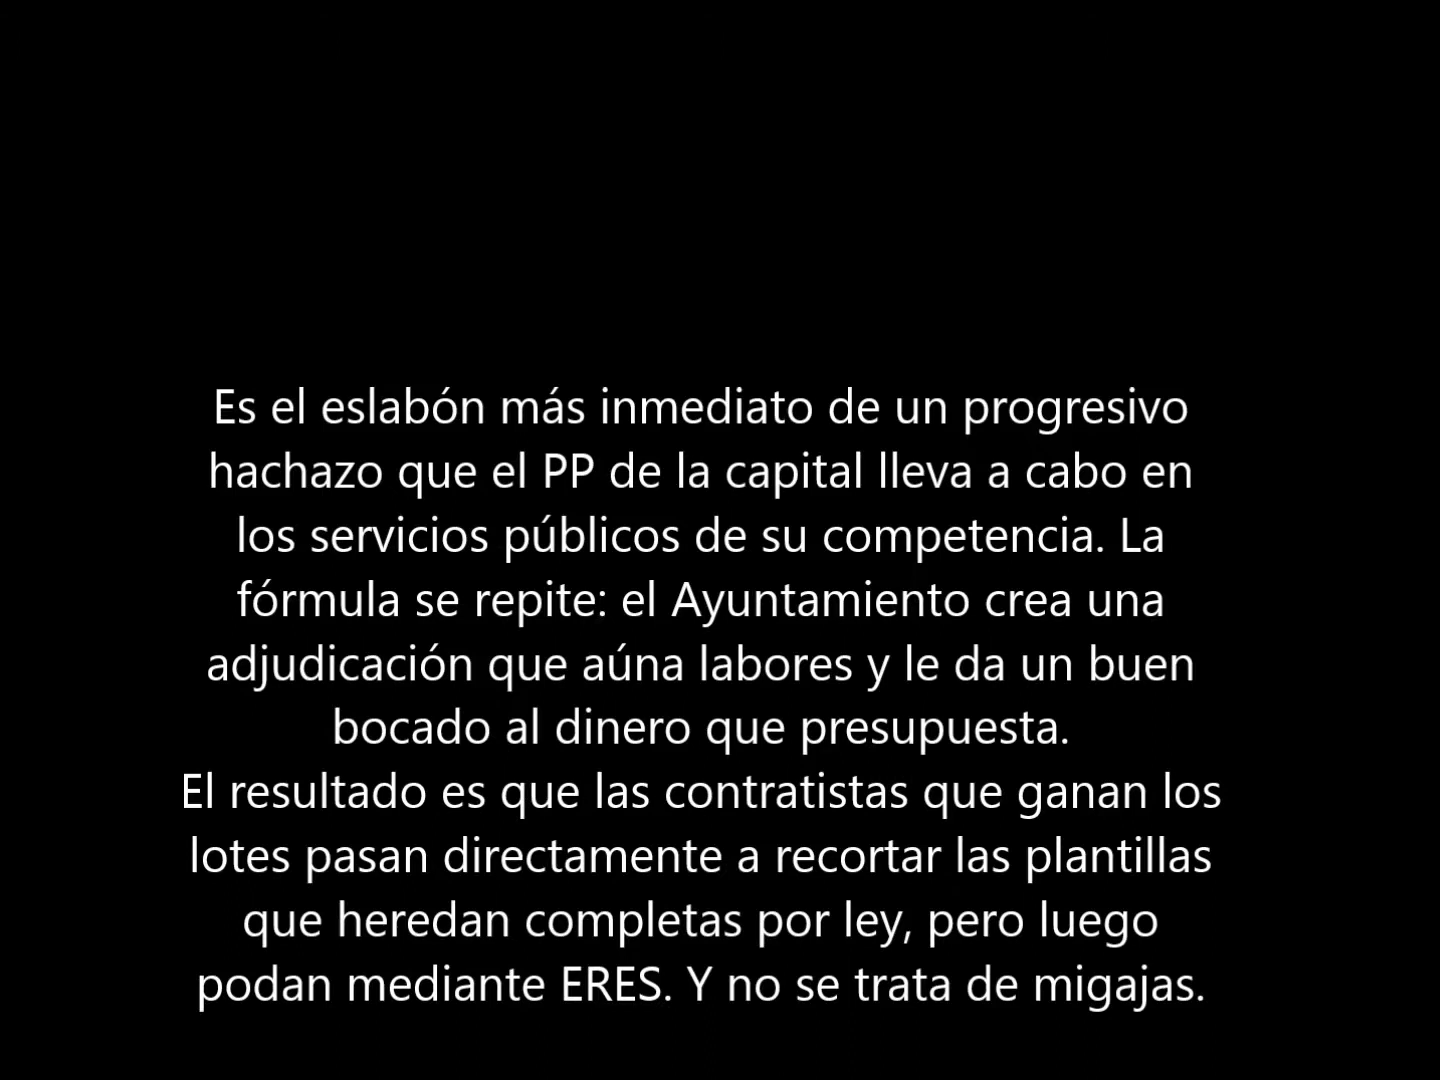 Es el eslabón más inmediato de un progresivo
hachazo que el PP de la capital lleva a cabo en
los servicios públicos de su competencia. La
fórmula se repite: el Ayuntamiento crea una
adjudicación que aúna labores y le da un buen
bocado al dinero que presupuesta.
El resultado es que las contratistas que ganan los
lotes pasan directamente a recortar las plantillas
que heredan completas por ley, pero luego
podan mediante ERES. Y no se trata de migajas.